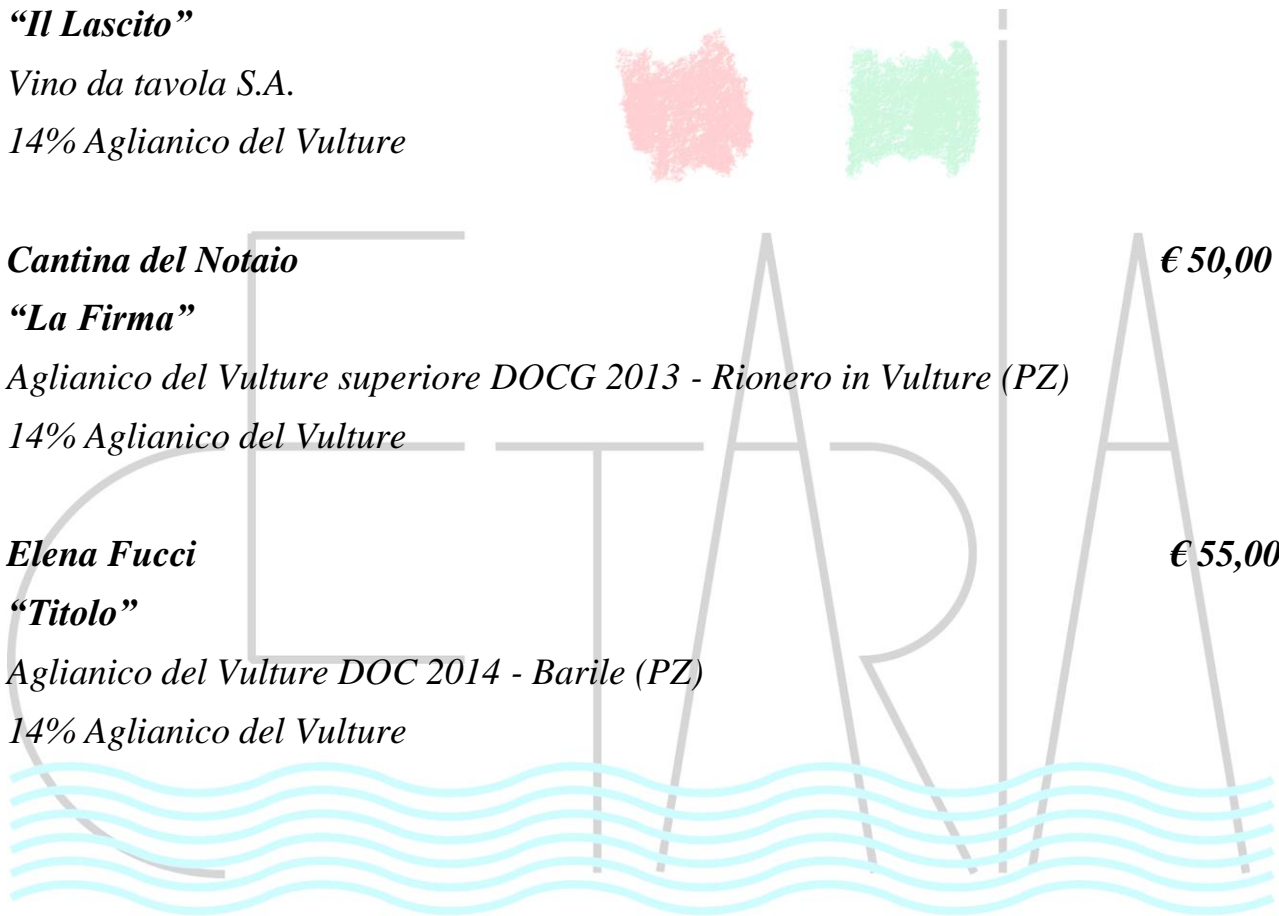 “Il Lascito”
Vino da tavola S.A.
14% Aglianico del Vulture
Cantina del Notaio € 50,00
“La Firma”
Aglianico del Vulture superiore DOCG 2013 - Rionero in Vulture (PZ)
14% Aglianico del Vulture
Elena Fucci € 55,00
“Titolo”
Aglianico del Vulture DOC 2014 - Barile (PZ)
14% Aglianico del Vulture
CETARIA